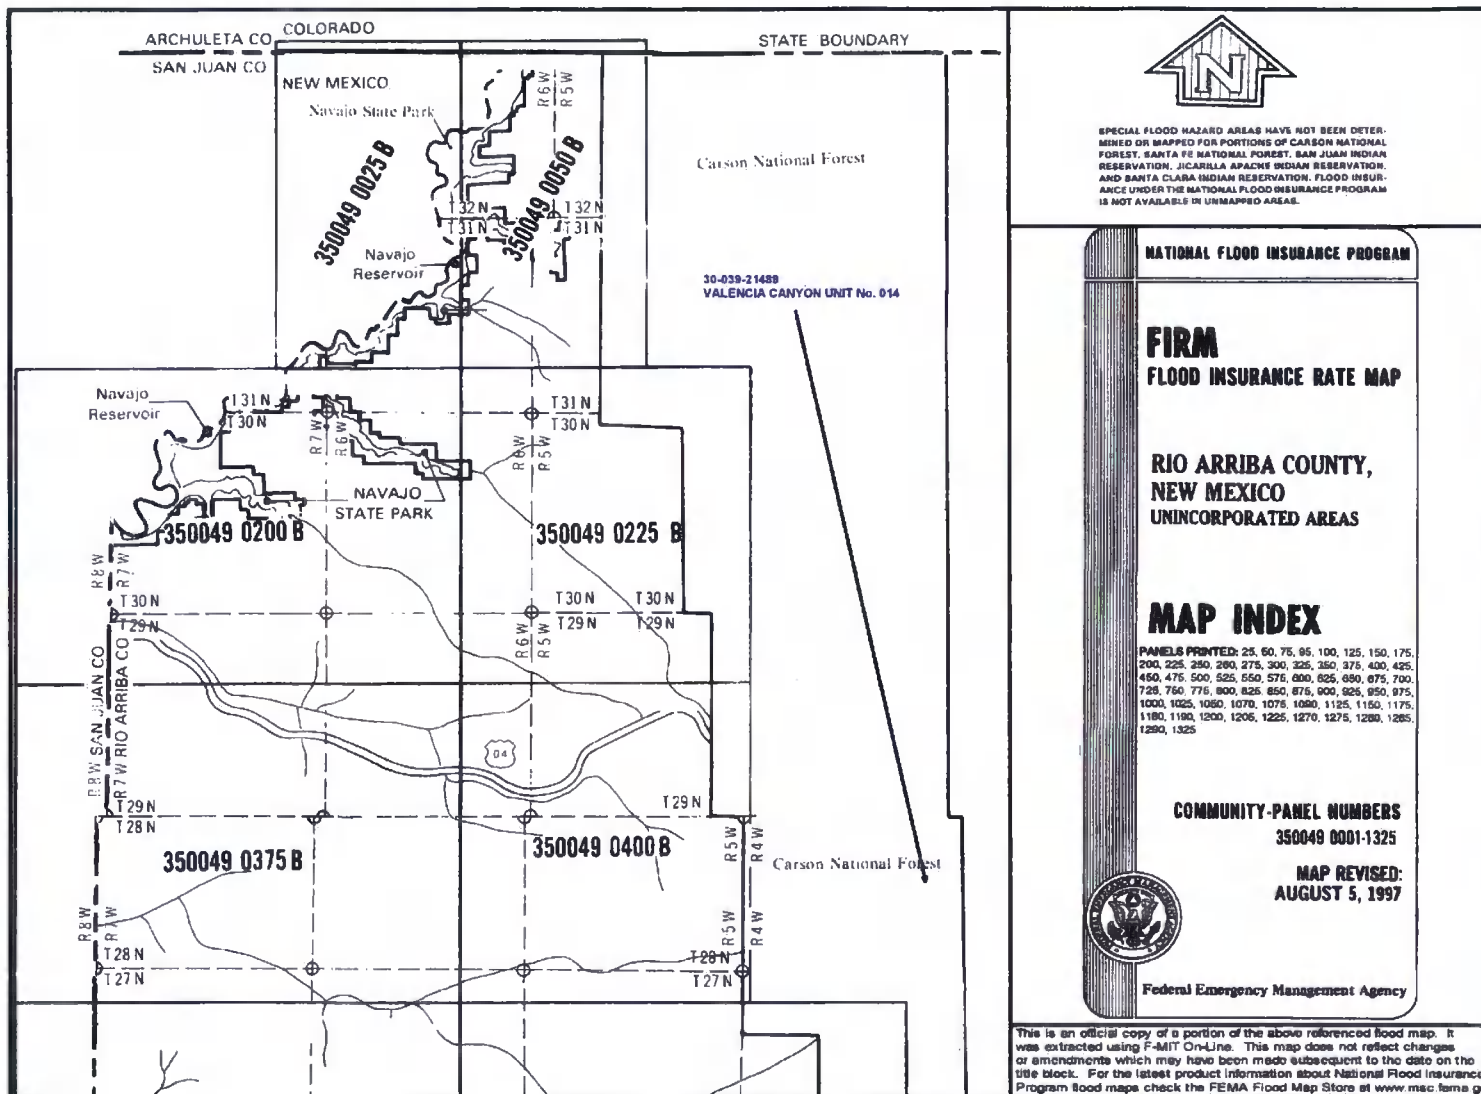 ARCHULETA CO
COLORADO
STATE BOUNDARY
SAN JUAN CO
NEW MEXICO
Navajo State Park
R6W
R5W
350049 0025 B
350049 0050 B
Carson National Forest
T32N
T31N
T32N
T31N
Navajo
Reservoir
30-039-21489
VALENCIA CANYON UNIT No. 014
Navajo
Reservoir
T31N
T30N
T31N
T30N
R7W
R6W
R6W
R5W
NAVAJO
STATE PARK
350049 0200 B
350049 0225 B
R8W
R7W
T30N
T29N
T30N
T29N
T30N
T29N
R6W
R5W
R8W SAN JUAN CO
R7W RIO ARRIBA CO
T29N
T28N
T29N
350049 0375 B
350049 0400 B
R5W
R4W
Carson National Forest
R8W
R7W
R5W
R4W
T28N
T27N
T28N
T27N
N
SPECIAL FLOOD HAZARD AREAS HAVE NOT BEEN DETER-
MINED OR MAPPED FOR PORTIONS OF CARSON NATIONAL
FOREST, SANTA FE NATIONAL FOREST, SAN JUAN INDIAN
RESERVATION, JICARILLA APACHE INDIAN RESERVATION,
AND SANTA CLARA INDIAN RESERVATION. FLOOD INSUR-
ANCE UNDER THE NATIONAL FLOOD INSURANCE PROGRAM
IS NOT AVAILABLE IN UNMAPPED AREAS.
NATIONAL FLOOD INSURANCE PROGRAM
FIRM
FLOOD INSURANCE RATE MAP
RIO ARRIBA COUNTY,
NEW MEXICO
UNINCORPORATED AREAS
MAP INDEX
PANELS PRINTED: 25, 50, 75, 95, 100, 125, 150, 175,
200, 225, 250, 260, 275, 300, 325, 350, 375, 400, 425,
450, 475, 500, 525, 550, 575, 600, 625, 650, 675, 700,
725, 750, 775, 800, 825, 850, 875, 900, 925, 950, 975,
1000, 1025, 1050, 1070, 1075, 1090, 1125, 1150, 1175,
1180, 1190, 1200, 1205, 1225, 1270, 1275, 1280, 1285,
1290, 1325
COMMUNITY-PANEL NUMBERS
350049 0001-1325
MAP REVISED:
AUGUST 5, 1997
Federal Emergency Management Agency
This is an official copy of a portion of the above referenced flood map. It
was extracted using F-MIT On-Line. This map does not reflect changes
or amendments which may have been made subsequent to the date on the
title block. For the latest product information about National Flood Insurance
Program flood maps check the FEMA Flood Map Store at www.msc.fema.g